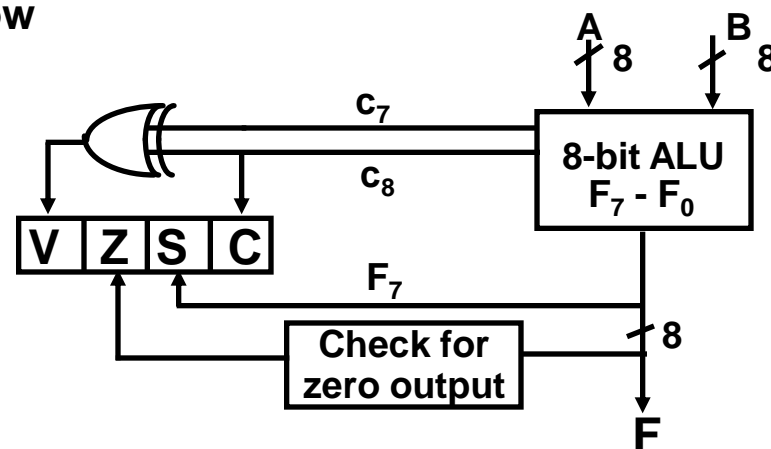 A B
8 8
c7
8-bit ALU
F7 - F0
c8
V Z S C
F7
8
Check for
zero output
F